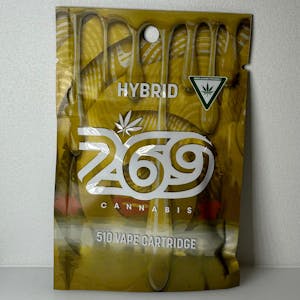 HYBRID
269
CANNABIS
510 VAPE CARTRIDGE